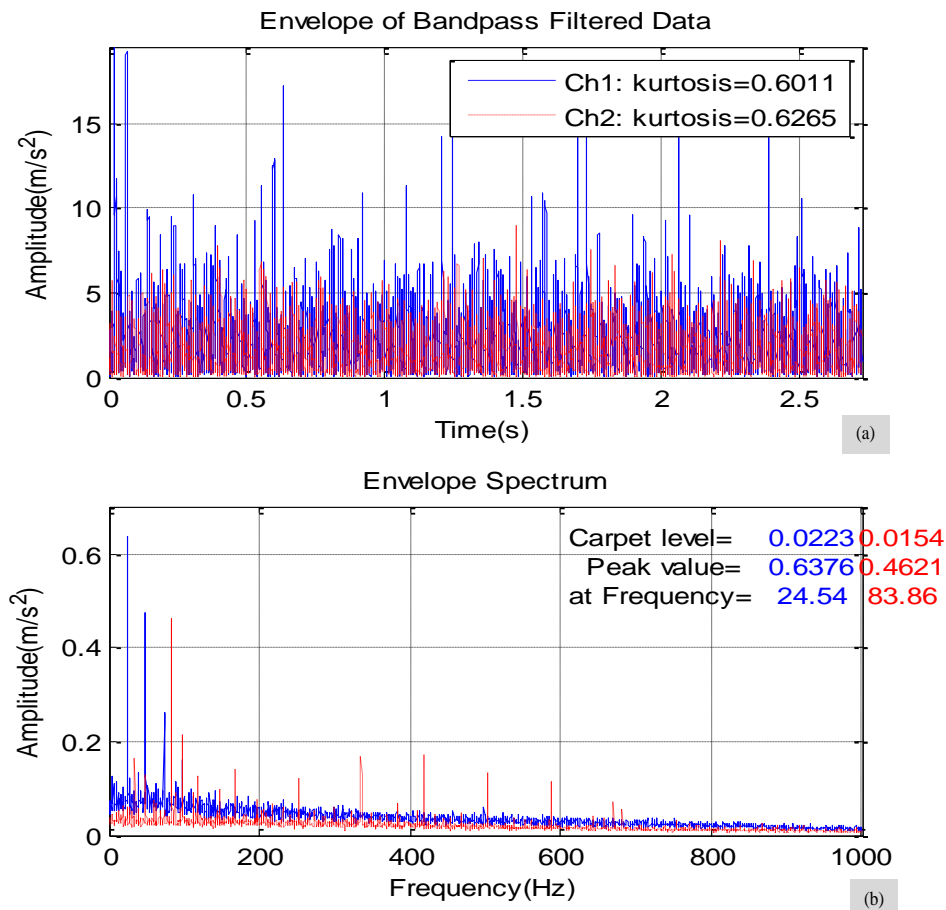 Envelope of Bandpass Filtered Data
Ch1: kurtosis=0.6011
Ch2: kurtosis=0.6265
Amplitude(m/s²)
15
10
5
0
0 0.5 1 1.5 2 2.5
Time(s)
(a)
Envelope Spectrum
Carpet level= 0.0223 0.0154
Peak value= 0.6376 0.4621
at Frequency= 24.54 83.86
Amplitude(m/s²)
0.6
0.4
0.2
0
0 200 400 600 800 1000
Frequency(Hz)
(b)